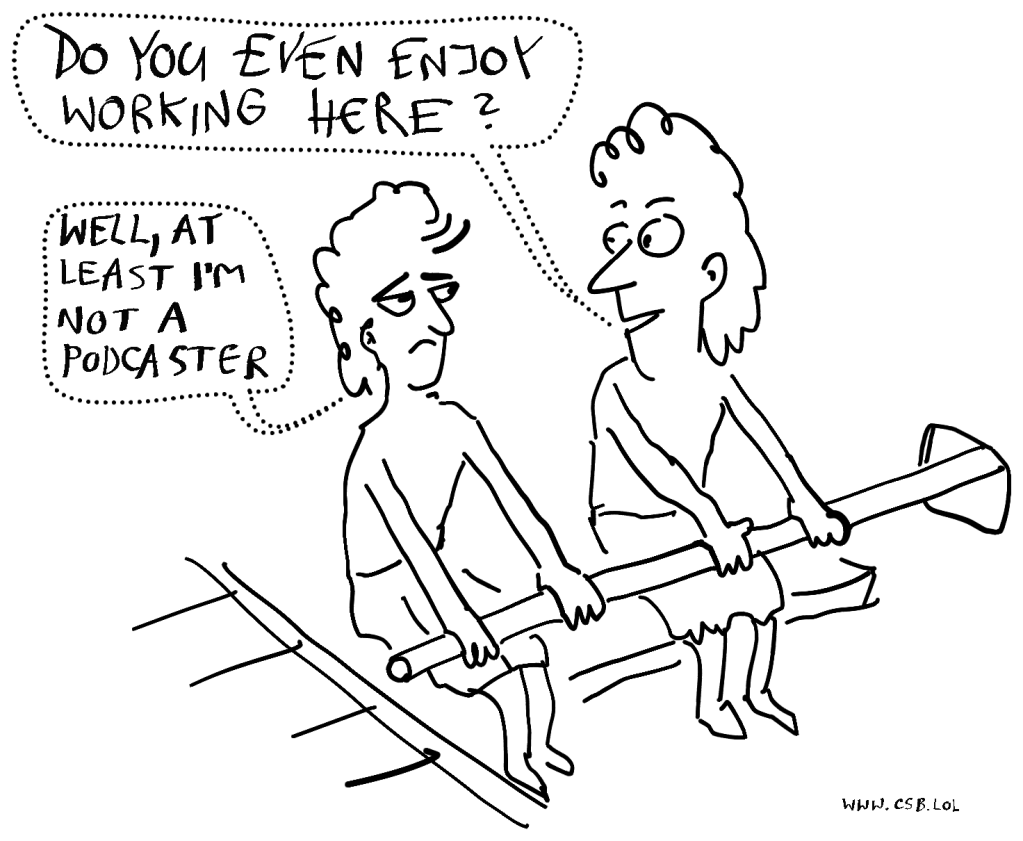 DO YOU EVEN ENJOY
WORKING HERE?
WELL, AT
LEAST I'M
NOT A
PODCASTER
WWW.CSB.LOL